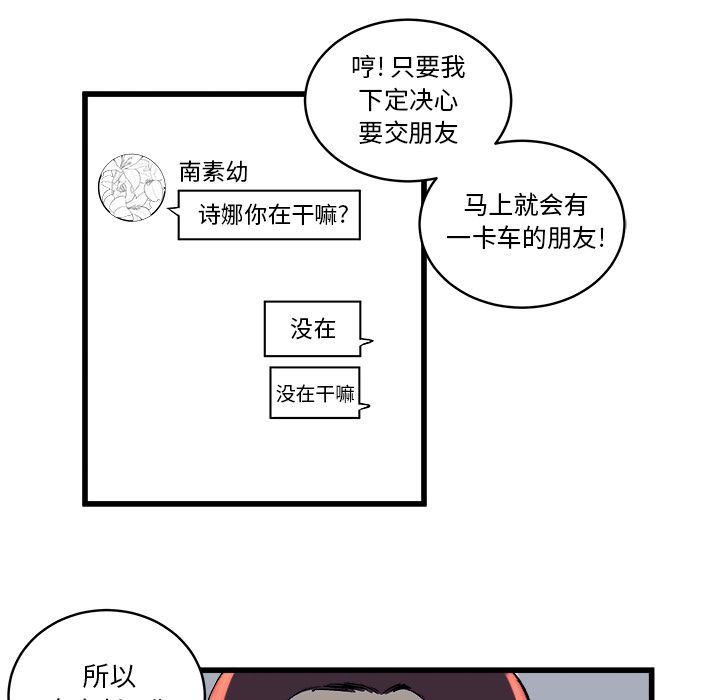 哼! 只要我
下定决心
要交朋友
马上就会有
一卡车的朋友!
南素幼
诗娜你在干嘛?
没在
没在干嘛
所以